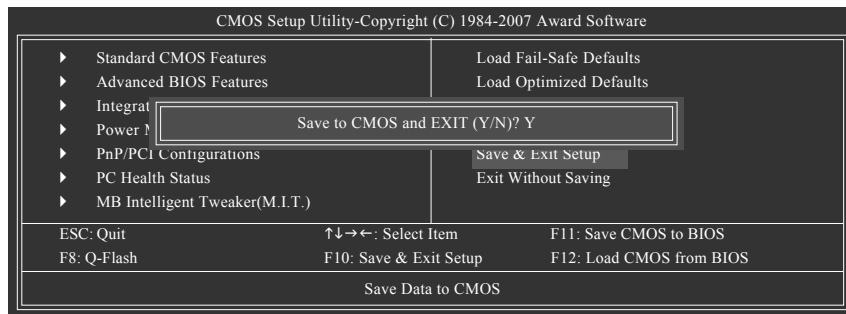 CMOS Setup Utility-Copyright (C) 1984-2007 Award Software
Standard CMOS Features
Advanced BIOS Features
Integrat
Power
PnP/PCI Configurations
PC Health Status
MB Intelligent Tweaker(M.I.T.)
Load Fail-Safe Defaults
Load Optimized Defaults
Save to CMOS and EXIT (Y/N)? Y
Save & Exit Setup
Exit Without Saving
ESC: Quit ↑↓→←: Select Item F11: Save CMOS to BIOS
F8: Q-Flash F10: Save & Exit Setup F12: Load CMOS from BIOS
Save Data to CMOS